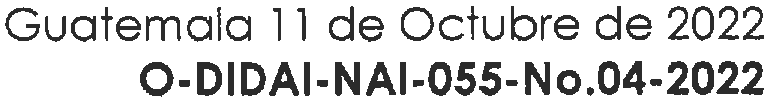 Guatemala 11 de Octubre de 2022
O-DIDAI-NAI-055-No.04-2022